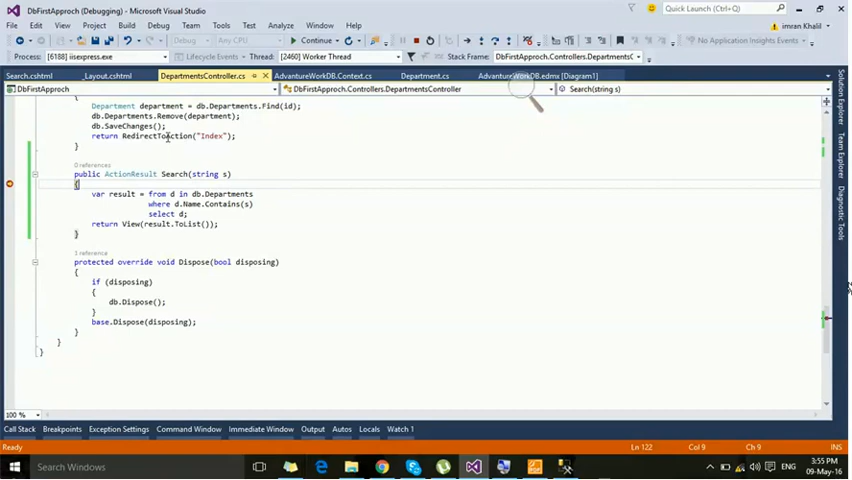 DbFirstApproch (Debugging) - Microsoft Visual Studio
Quick Launch (Ctrl+Q)
File Edit View Project Build Debug Team Tools Test Analyze Window Help
imran Khalil
Debug Any CPU Continue No Application Insights Events
Process: [6188] iisexpress.exe Lifecycle Events Thread: [2460] Worker Thread Stack Frame: DbFirstApproch.Controllers.DepartmentsC
Search.cshtml _Layout.cshtml DepartmentsController.cs AdvantureWorkDB.Context.cs Department.cs AdvantureWorkDB.edmx [Diagram1]
DbFirstApproch DbFirstApproch.Controllers.DepartmentsController Search(string s)
{
Department department = db.Departments.Find(id);
db.Departments.Remove(department);
db.SaveChanges();
return RedirectToAction("Index");
}
0 references
public ActionResult Search(string s)
{
var result = from d in db.Departments
where d.Name.Contains(s)
select d;
return View(result.ToList());
}
protected override void Dispose(bool disposing)
{
if (disposing)
{
db.Dispose();
}
base.Dispose(disposing);
}
}
}
Solution Explorer
Diagnostic Tools
100 %
Call Stack Breakpoints Exception Settings Command Window Immediate Window Output Autos Locals Watch 1
Ready Ln 122 Col 9 Ch 9 INS
Search Windows
ENG
3:55 PM
09-May-16